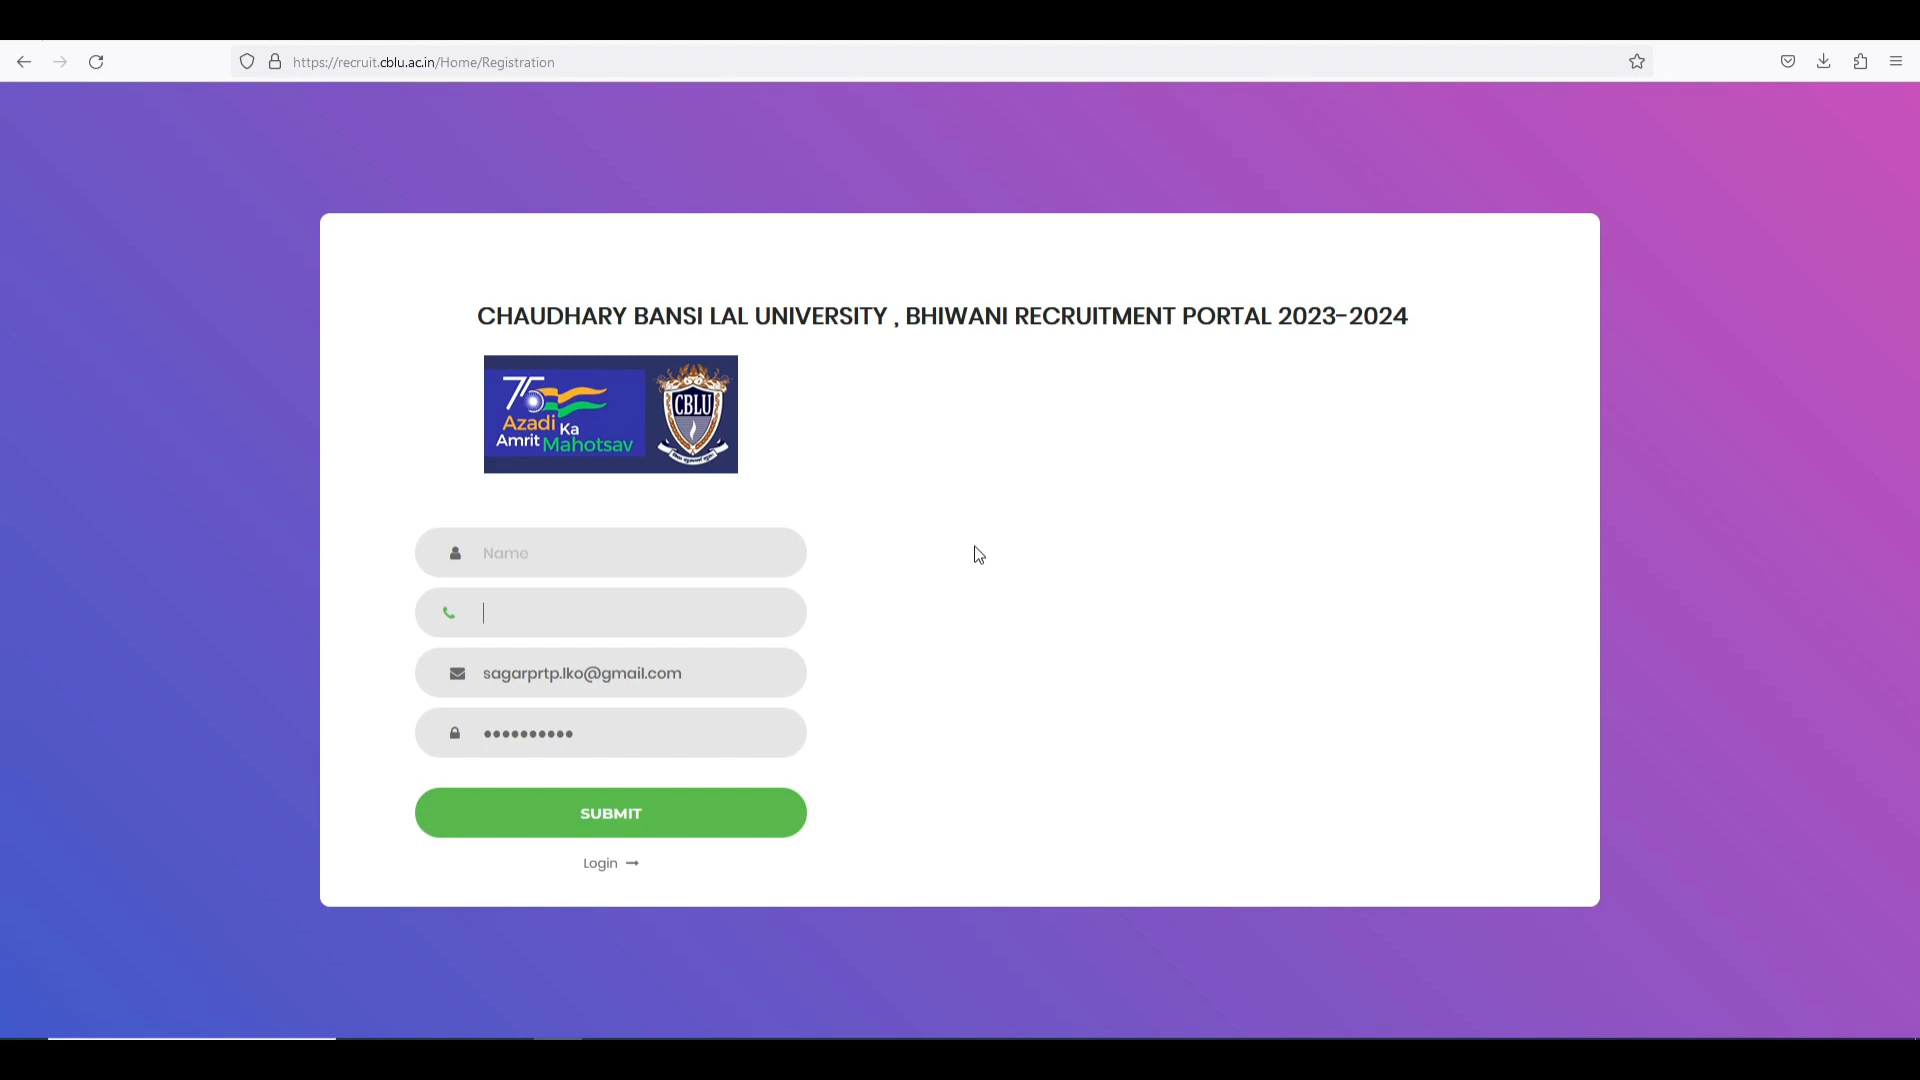 https://recruit.cblu.ac.in/Home/Registration
CHAUDHARY BANSI LAL UNIVERSITY , BHIWANI RECRUITMENT PORTAL 2023-2024
75
Azadi Ka
Amrit Mahotsav
CBLU
Name
sagarprtp.lko@gmail.com
SUBMIT
Login →